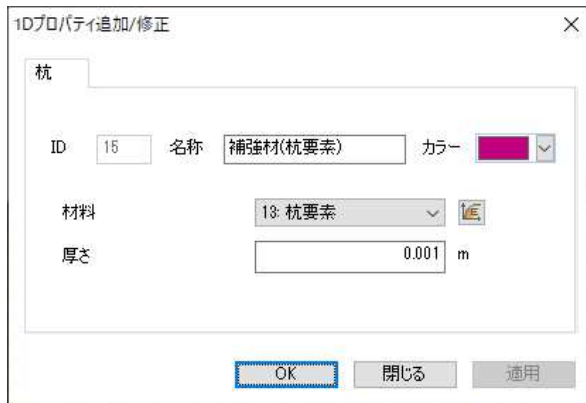 1Dプロパティ追加/修正
杭
ID 15 名称 補強材(杭要素) カラー
材料 13: 杭要素
厚さ 0.001 m
OK 閉じる 適用